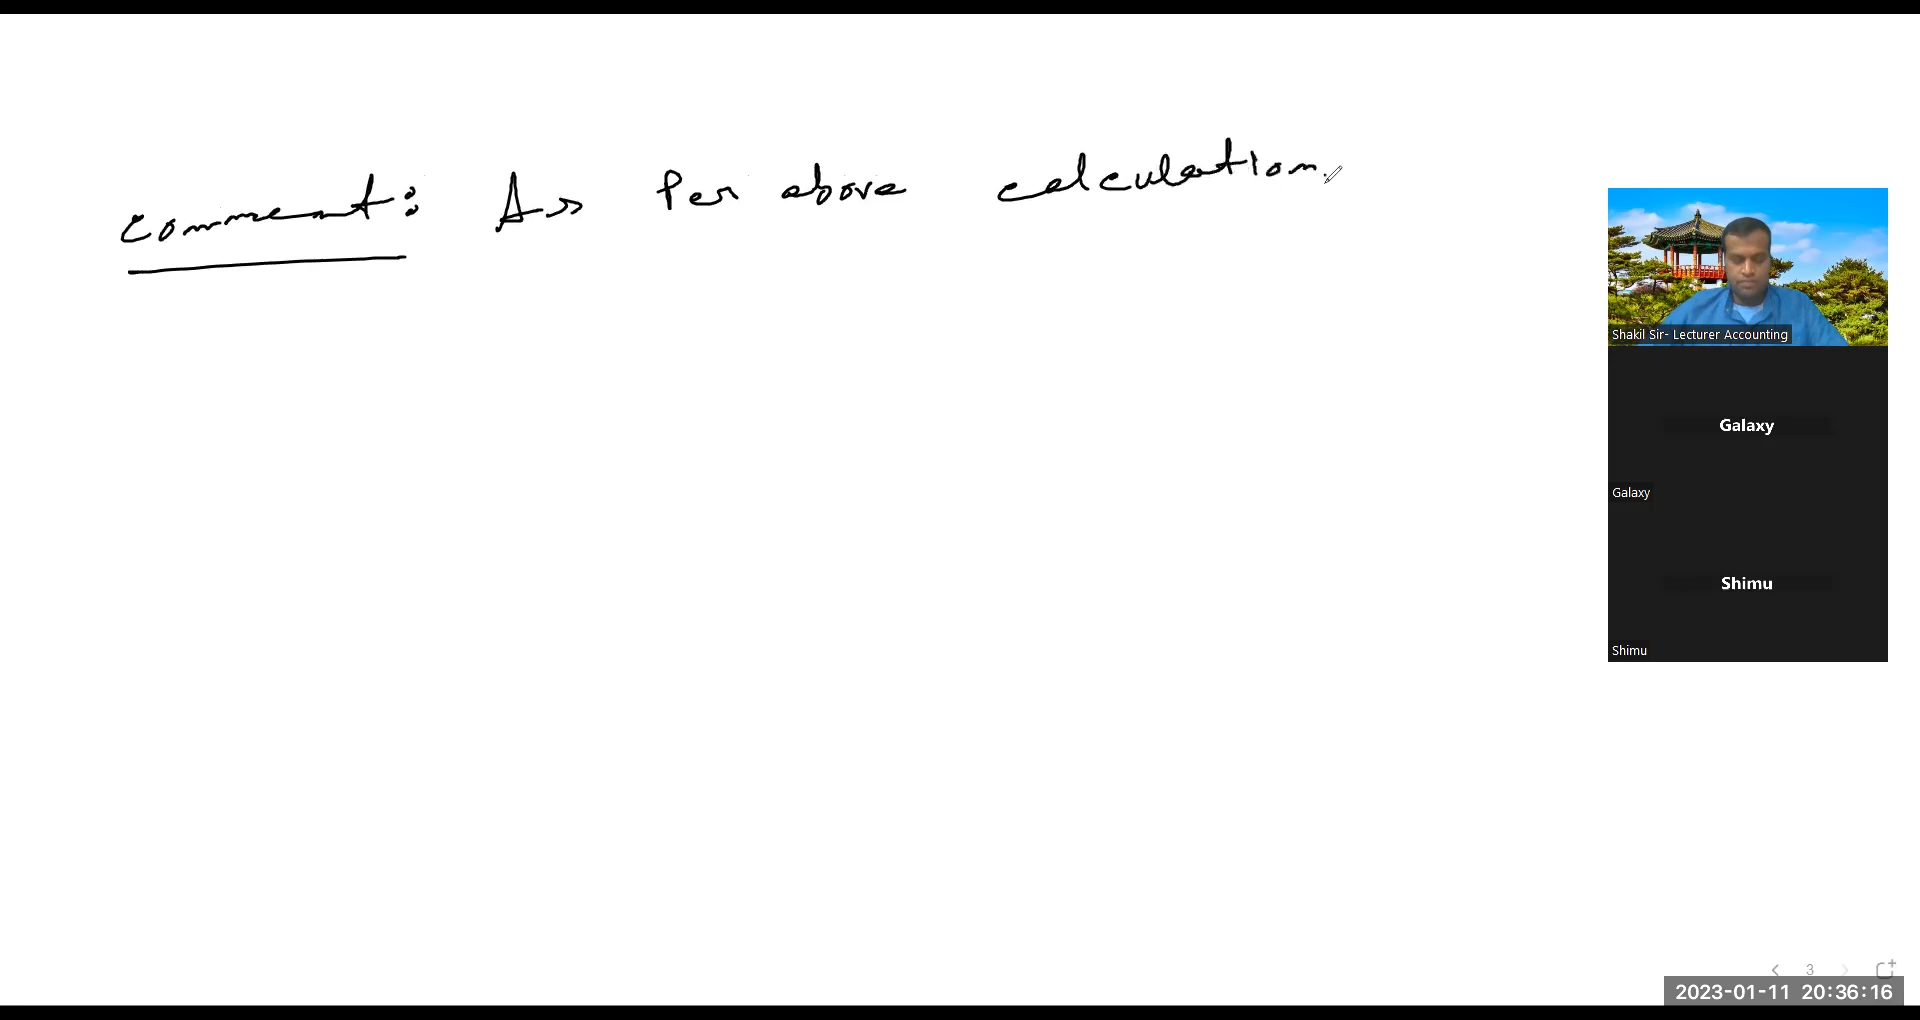 Comment: As Per above calculation.
Shakil Sir- Lecturer Accounting
Galaxy
Galaxy
Shimu
Shimu
3
2023-01-11 20:36:16